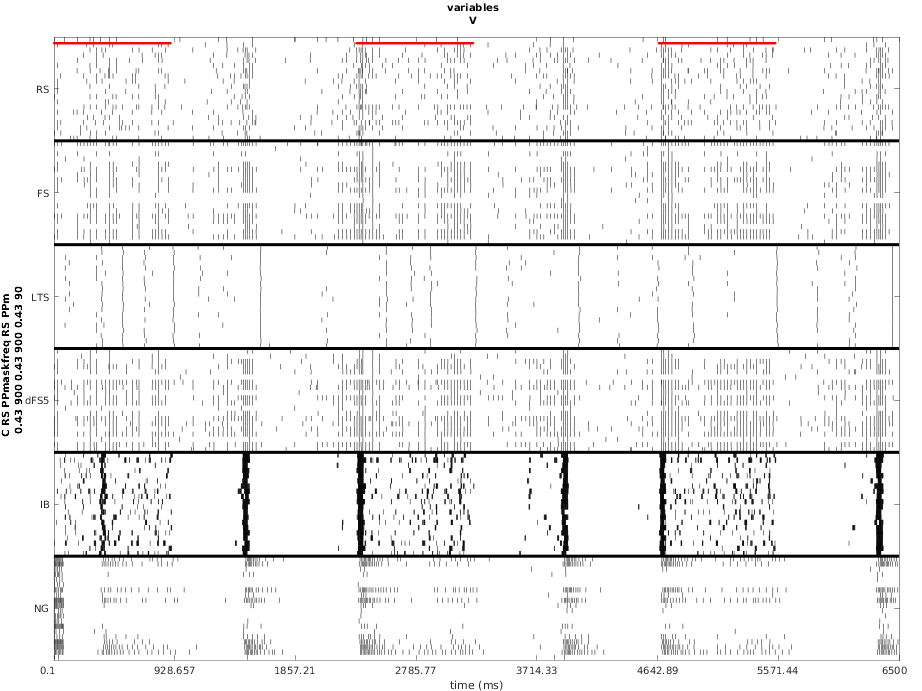 variables
V
RS
FS
LTS
dFS5
IB
NG
C RS PPmaskfreq RS PPm
0.43 900 0.43 900 0.43 90
0.1 928.657 1857.21 2785.77 3714.33 4642.89 5571.44 6500
time (ms)